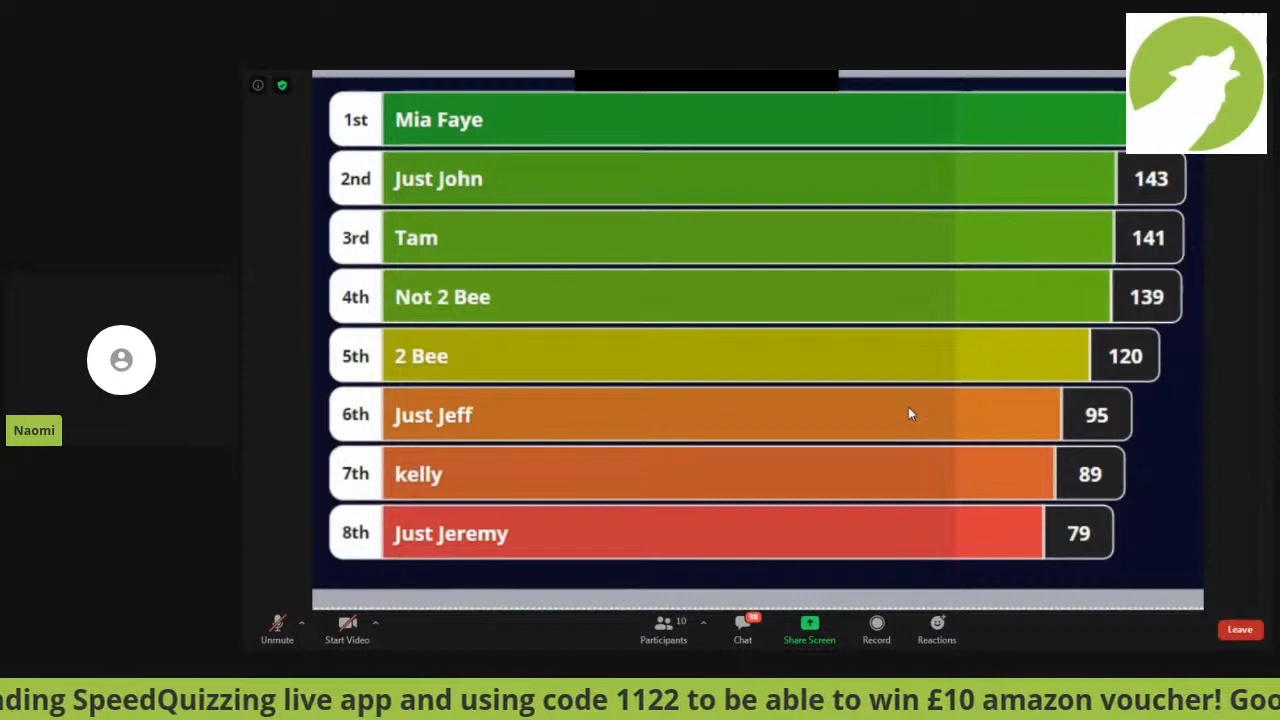 1st Mia Faye
2nd Just John 143
3rd Tam 141
4th Not 2 Bee 139
5th 2 Bee 120
6th Just Jeff 95
7th kelly 89
8th Just Jeremy 79
Naomi
10 98
Unmute Start Video Participants Chat Share Screen Record Reactions Leave
SpeedQuizzing live app and using code 1122 to be able to win £10 amazon voucher!